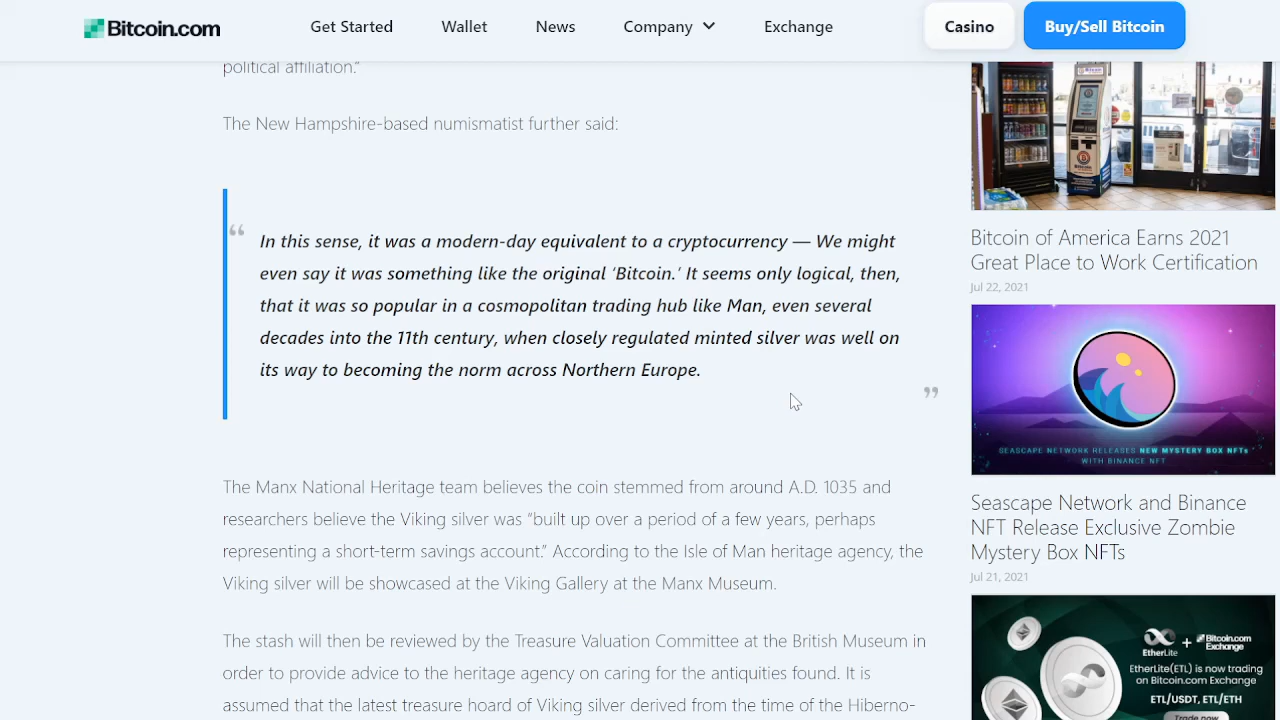 Bitcoin.com
Get Started
Wallet
News
Company
Exchange
Casino
Buy/Sell Bitcoin
political affiliation.”
The New Hampshire-based numismatist further said:
“
In this sense, it was a modern-day equivalent to a cryptocurrency — We might
even say it was something like the original ‘Bitcoin.’ It seems only logical, then,
that it was so popular in a cosmopolitan trading hub like Man, even several
decades into the 11th century, when closely regulated minted silver was well on
its way to becoming the norm across Northern Europe.
”
The Manx National Heritage team believes the coin stemmed from around A.D. 1035 and
researchers believe the Viking silver was “built up over a period of a few years, perhaps
representing a short-term savings account.” According to the Isle of Man heritage agency, the
Viking silver will be showcased at the Viking Gallery at the Manx Museum.
The stash will then be reviewed by the Treasure Valuation Committee at the British Museum in
order to provide advice to the heritage agency on caring for the antiquities found. It is
assumed that the latest treasure hoard of Viking silver derived from the time of the Hiberno-
Bitcoin of America Earns 2021
Great Place to Work Certification
Jul 22, 2021
SEASCAPE NETWORK RELEASES NEW MYSTERY BOX NFTs
WITH BINANCE NFT
Seascape Network and Binance
NFT Release Exclusive Zombie
Mystery Box NFTs
Jul 21, 2021
EtherLite + Bitcoin.com Exchange
EtherLite(ETL) is now trading
on Bitcoin.com Exchange
ETL/USDT, ETL/ETH
Trade now